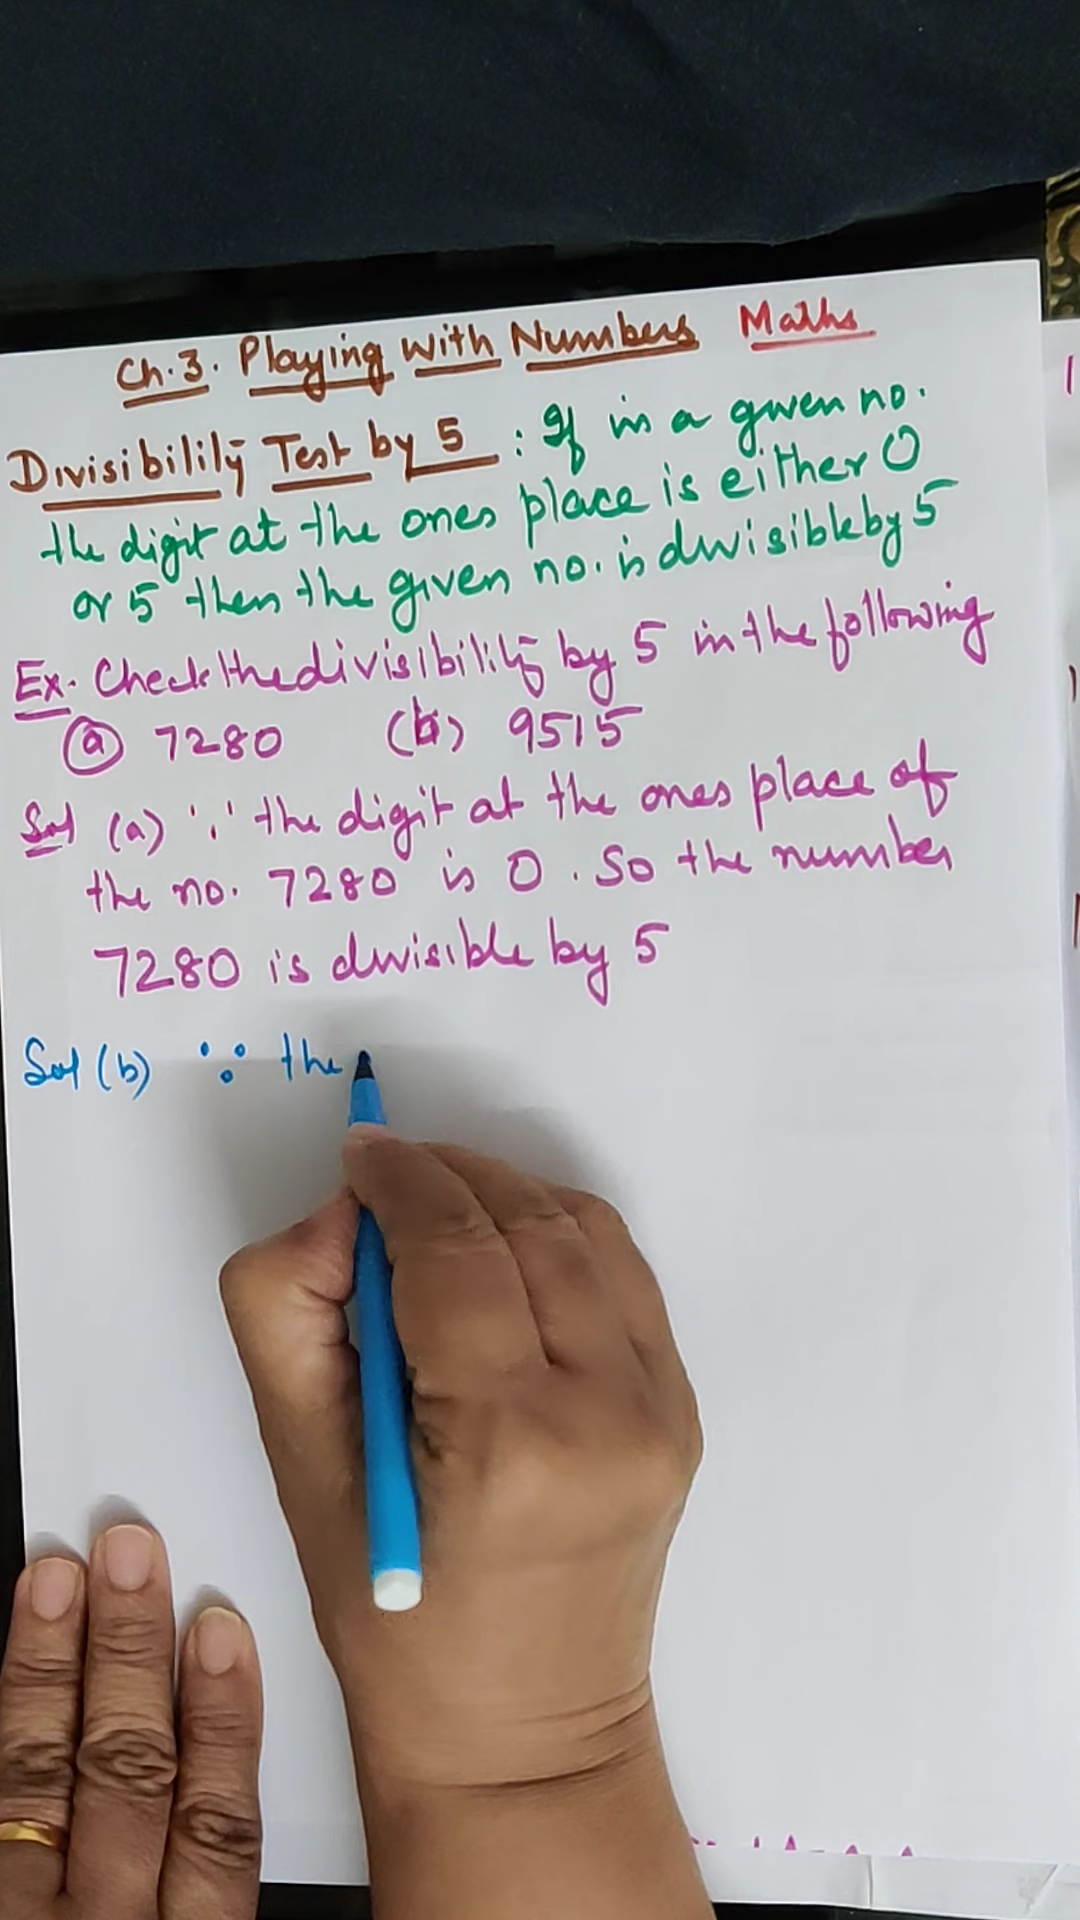 Ch.3. Playing with Numbers Maths
Divisibility Test by 5 : If in a given no.
the digit at the ones place is either 0
or 5 then the given no. is divisible by 5
Ex. Check the divisibility by 5 in the following
(a) 7280 (b) 9515
Sol (a) ∵ the digit at the ones place of
the no. 7280 is 0. So the number
7280 is divisible by 5
Sol (b) ∵ the